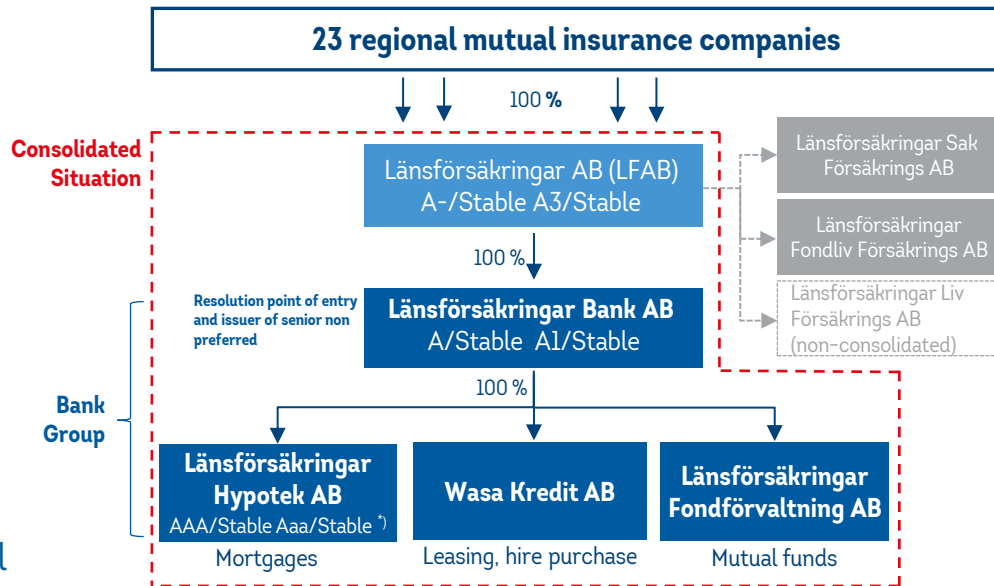 23 regional mutual insurance companies
100 %
Consolidated
Situation
Länsförsäkringar AB (LFAB)
A-/Stable A3/Stable
Länsförsäkringar Sak
Försäkrings AB
Länsförsäkringar
Fondliv Försäkrings AB
Länsförsäkringar Liv
Försäkrings AB
(non-consolidated)
100 %
Resolution point of entry
and issuer of senior non
preferred
Länsförsäkringar Bank AB
A/Stable A1/Stable
100 %
Bank
Group
Länsförsäkringar
Hypotek AB
AAA/Stable Aaa/Stable *)
Mortgages
Wasa Kredit AB
Leasing, hire purchase
Länsförsäkringar
Fondförvaltning AB
Mutual funds